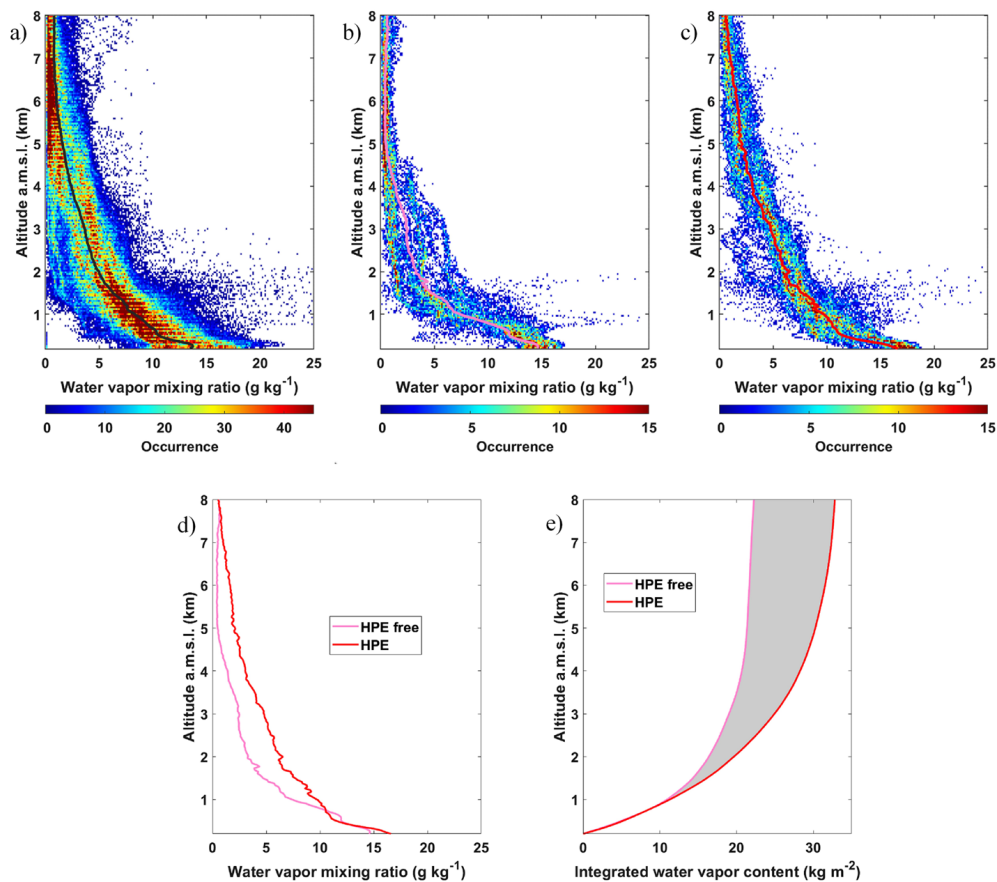 a)
8
7
6
5
4
3
2
1
Altitude a.m.s.l. (km)
0 5 10 15 20 25
Water vapor mixing ratio (g kg-1)
0 10 20 30 40
Occurrence
b)
8
7
6
5
4
3
2
1
Altitude a.m.s.l. (km)
0 5 10 15 20 25
Water vapor mixing ratio (g kg-1)
0 5 10 15
Occurrence
c)
8
7
6
5
4
3
2
1
Altitude a.m.s.l. (km)
0 5 10 15 20 25
Water vapor mixing ratio (g kg-1)
0 5 10 15
Occurrence
d)
8
7
6
5
4
3
2
1
Altitude a.m.s.l. (km)
HPE free
HPE
0 5 10 15 20 25
Water vapor mixing ratio (g kg-1)
e)
8
7
6
5
4
3
2
1
Altitude a.m.s.l. (km)
HPE free
HPE
0 10 20 30
Integrated water vapor content (kg m-2)